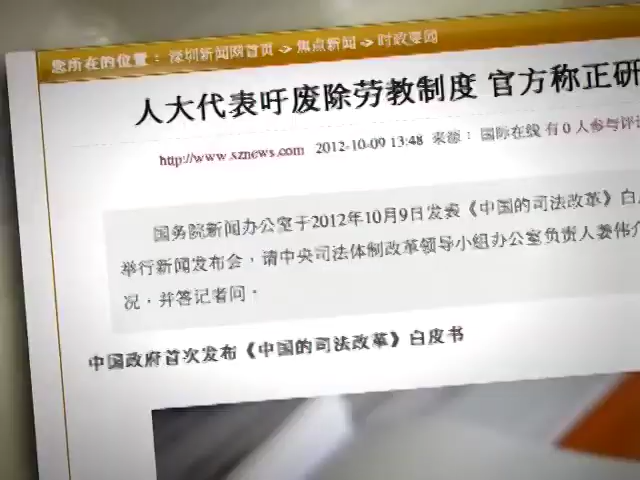 您所在的位置： 深圳新闻网首页 -> 焦点新闻 -> 时政要闻
人大代表吁废除劳教制度 官方称正研
http://www.sznews.com 2012-10-09 13:48 来源： 国际在线 有 0 人参与评论
国务院新闻办公室于2012年10月9日发表《中国的司法改革》白
举行新闻发布会，请中央司法体制改革领导小组办公室负责人姜伟介
况，并答记者问。
中国政府首次发布《中国的司法改革》白皮书